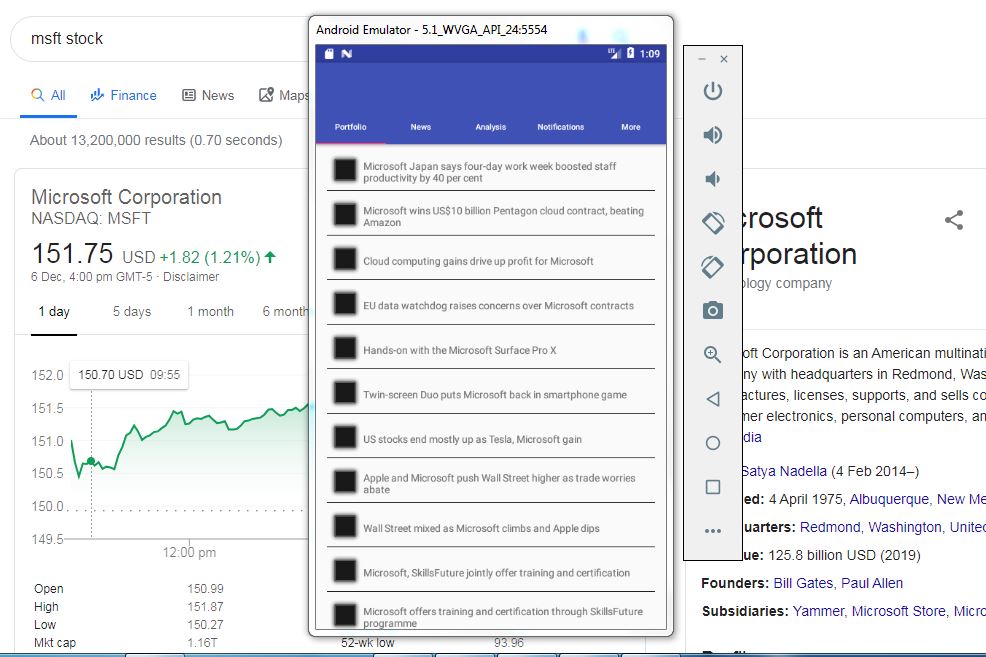 msft stock
All
Finance
News
Maps
About 13,200,000 results (0.70 seconds)
Microsoft Corporation
NASDAQ: MSFT
151.75 USD +1.82 (1.21%)
6 Dec, 4:00 pm GMT-5 · Disclaimer
1 day
5 days
1 month
6 month
152.0
150.70 USD 09:55
151.5
151.0
150.5
150.0
149.5
12:00 pm
Open 150.99
High 151.87
Low 150.27
Mkt cap 1.16T
52-wk low 93.96
Android Emulator - 5.1_WVGA_API_24:5554
LTE
1:09
Portfolio
News
Analysis
Notifications
More
Microsoft Japan says four-day work week boosted staff
productivity by 40 per cent
Microsoft wins US$10 billion Pentagon cloud contract, beating
Amazon
Cloud computing gains drive up profit for Microsoft
EU data watchdog raises concerns over Microsoft contracts
Hands-on with the Microsoft Surface Pro X
Twin-screen Duo puts Microsoft back in smartphone game
US stocks end mostly up as Tesla, Microsoft gain
Apple and Microsoft push Wall Street higher as trade worries
abate
Wall Street mixed as Microsoft climbs and Apple dips
Microsoft, SkillsFuture jointly offer training and certification
Microsoft offers training and certification through SkillsFuture
programme
crosoft
rporation
ology company
oft Corporation is an American multinati
ny with headquarters in Redmond, Was
actures, licenses, supports, and sells co
mer electronics, personal computers, an
dia
Satya Nadella (4 Feb 2014–)
ed: 4 April 1975, Albuquerque, New Me
uarters: Redmond, Washington, United
ue: 125.8 billion USD (2019)
Founders: Bill Gates, Paul Allen
Subsidiaries: Yammer, Microsoft Store, Micro